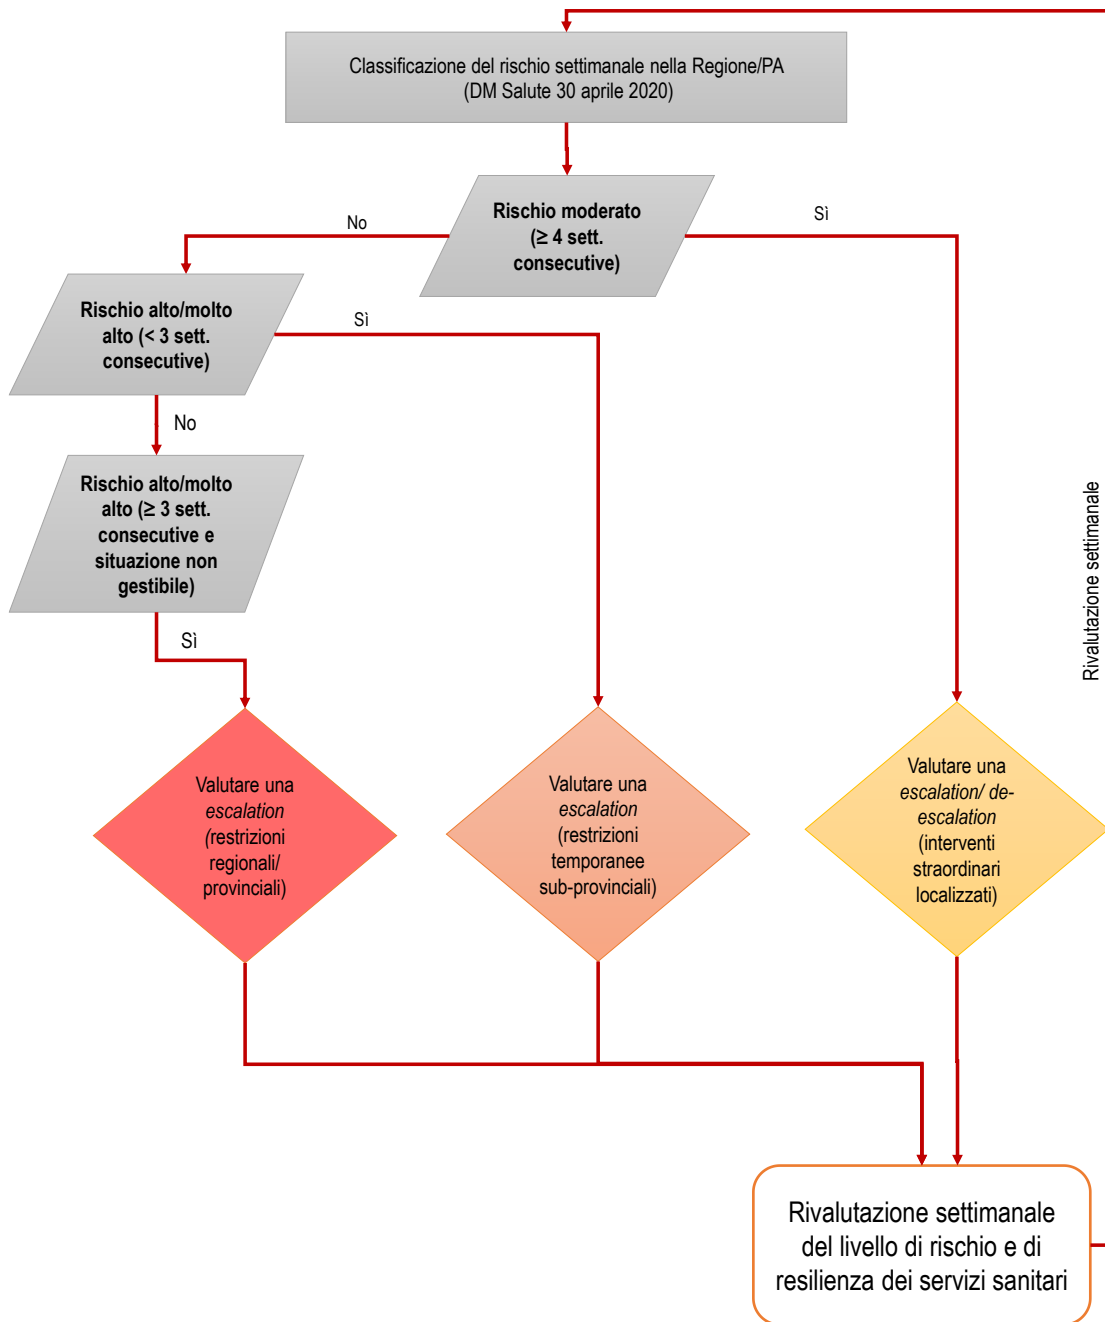 Classificazione del rischio settimanale nella Regione/PA
(DM Salute 30 aprile 2020)
Rischio moderato
(≥ 4 sett.
consecutive)
No
Sì
Rischio alto/molto
alto (< 3 sett.
consecutive)
Sì
No
Rischio alto/molto
alto (≥ 3 sett.
consecutive e
situazione non
gestibile)
Sì
Rivalutazione settimanale
Valutare una
escalation
(restrizioni
regionali/
provinciali)
Valutare una
escalation
(restrizioni
temporanee
sub-provinciali)
Valutare una
escalation/ de-
escalation
(interventi
straordinari
localizzati)
Rivalutazione settimanale
del livello di rischio e di
resilienza dei servizi sanitari